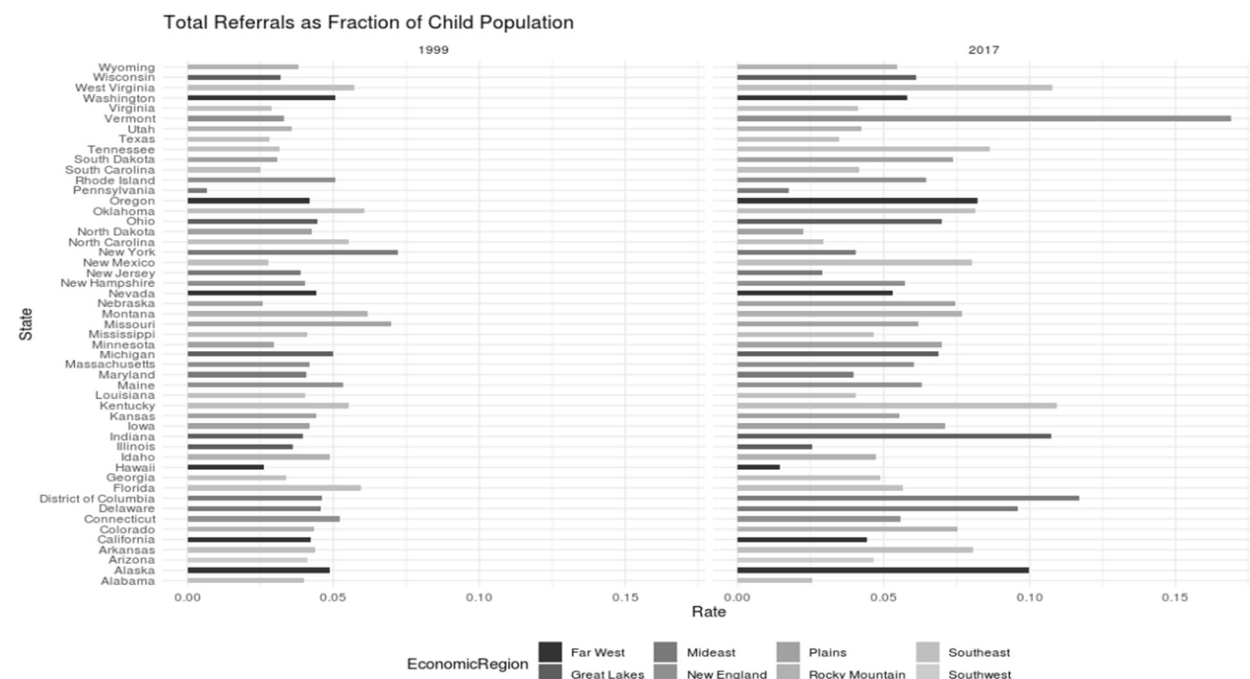 Total Referrals as Fraction of Child Population
1999 2017
Wyoming
Wisconsin
West Virginia
Washington
Virginia
Vermont
Utah
Texas
Tennessee
South Dakota
South Carolina
Rhode Island
Pennsylvania
Oregon
Oklahoma
Ohio
North Dakota
North Carolina
New York
New Mexico
New Jersey
New Hampshire
Nevada
Nebraska
Montana
Missouri
Mississippi
Minnesota
Michigan
Massachusetts
Maryland
Maine
Louisiana
Kentucky
Kansas
Iowa
Indiana
Illinois
Idaho
Hawaii
Georgia
Florida
District of Columbia
Delaware
Connecticut
Colorado
California
Arkansas
Arizona
Alaska
Alabama
State
0.00 0.05 0.10 0.15 0.00 0.05 0.10 0.15
Rate
EconomicRegion
Far West Mideast Plains Southeast
Great Lakes New England Rocky Mountain Southwest